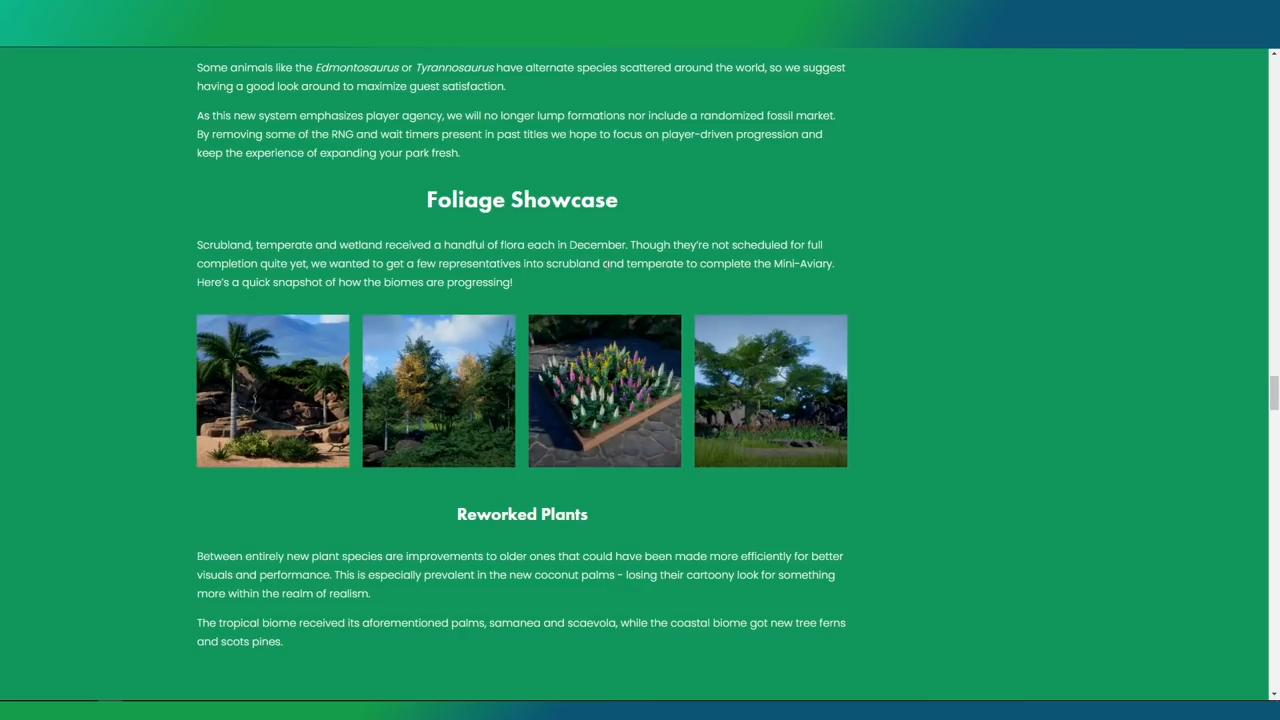 Some animals like the Edmontosaurus or Tyrannosaurus have alternate species scattered around the world, so we suggest
having a good look around to maximize guest satisfaction.
As this new system emphasizes player agency, we will no longer lump formations nor include a randomized fossil market.
By removing some of the RNG and wait timers present in past titles we hope to focus on player-driven progression and
keep the experience of expanding your park fresh.
Foliage Showcase
Scrubland, temperate and wetland received a handful of flora each in December. Though they're not scheduled for full
completion quite yet, we wanted to get a few representatives into scrubland and temperate to complete the Mini-Aviary.
Here's a quick snapshot of how the biomes are progressing!
Reworked Plants
Between entirely new plant species are improvements to older ones that could have been made more efficiently for better
visuals and performance. This is especially prevalent in the new coconut palms - losing their cartoony look for something
more within the realm of realism.
The tropical biome received its aforementioned palms, samanea and scaevola, while the coastal biome got new tree ferns
and scots pines.